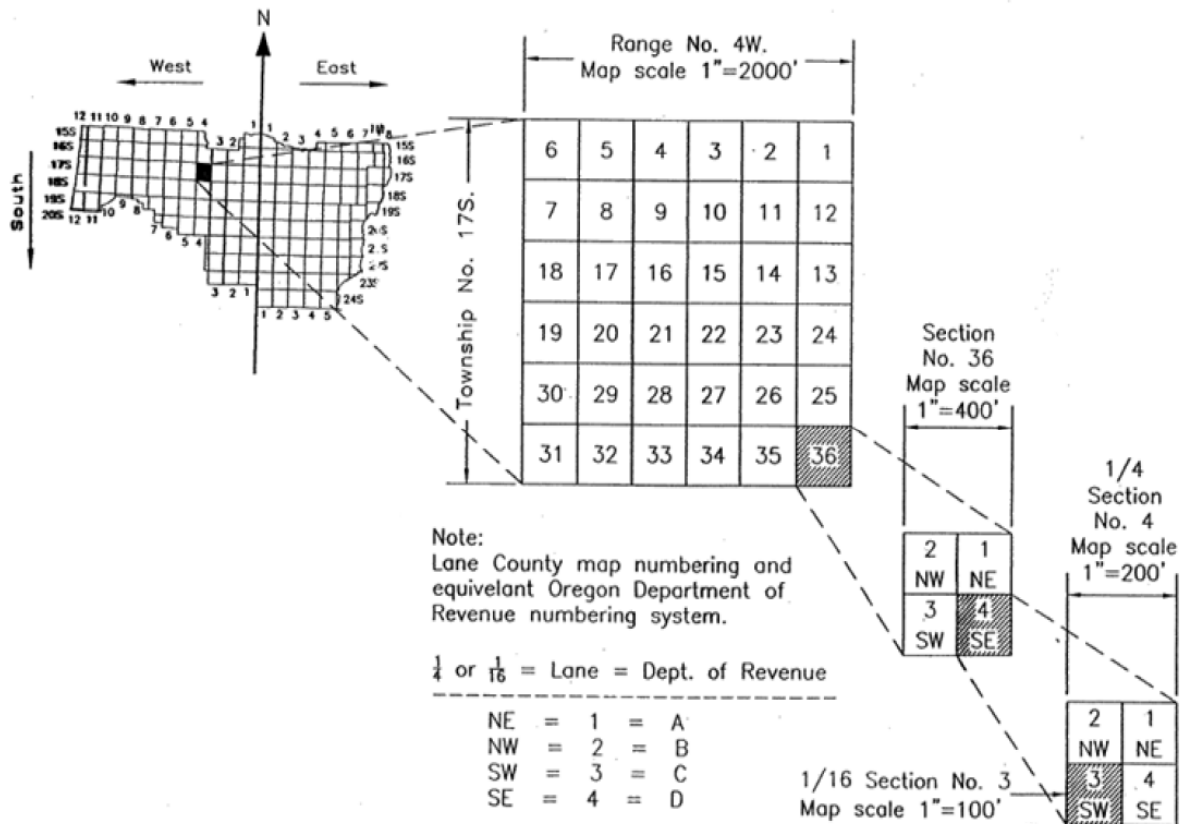 N
West East
12 11 10 9 8 7 6 5 4
3 2
1 1
2 3
4 5 6 7
8
15S
16S
17S
18S
19S
20S
12 11
10
9
8
7 6 5 4
3 2 1
1 2 3 4 5
15S
16S
17S
18S
19S
23S
24S
South
Range No. 4W.
Map scale 1"=2000'
Township No. 17S.
6 5 4 3 2 1
7 8 9 10 11 12
18 17 16 15 14 13
19 20 21 22 23 24
30 29 28 27 26 25
31 32 33 34 35 36
Section
No. 36
Map scale
1"=400'
2 1
NW NE
3 4
SW SE
1/4
Section
No. 4
Map scale
1"=200'
2 1
NW NE
3 4
SW SE
1/16 Section No. 3
Map scale 1"=100'
Note:
Lane County map numbering and
equivelant Oregon Department of
Revenue numbering system.
1/4 or 1/16 = Lane = Dept. of Revenue
NE = 1 = A
NW = 2 = B
SW = 3 = C
SE = 4 = D